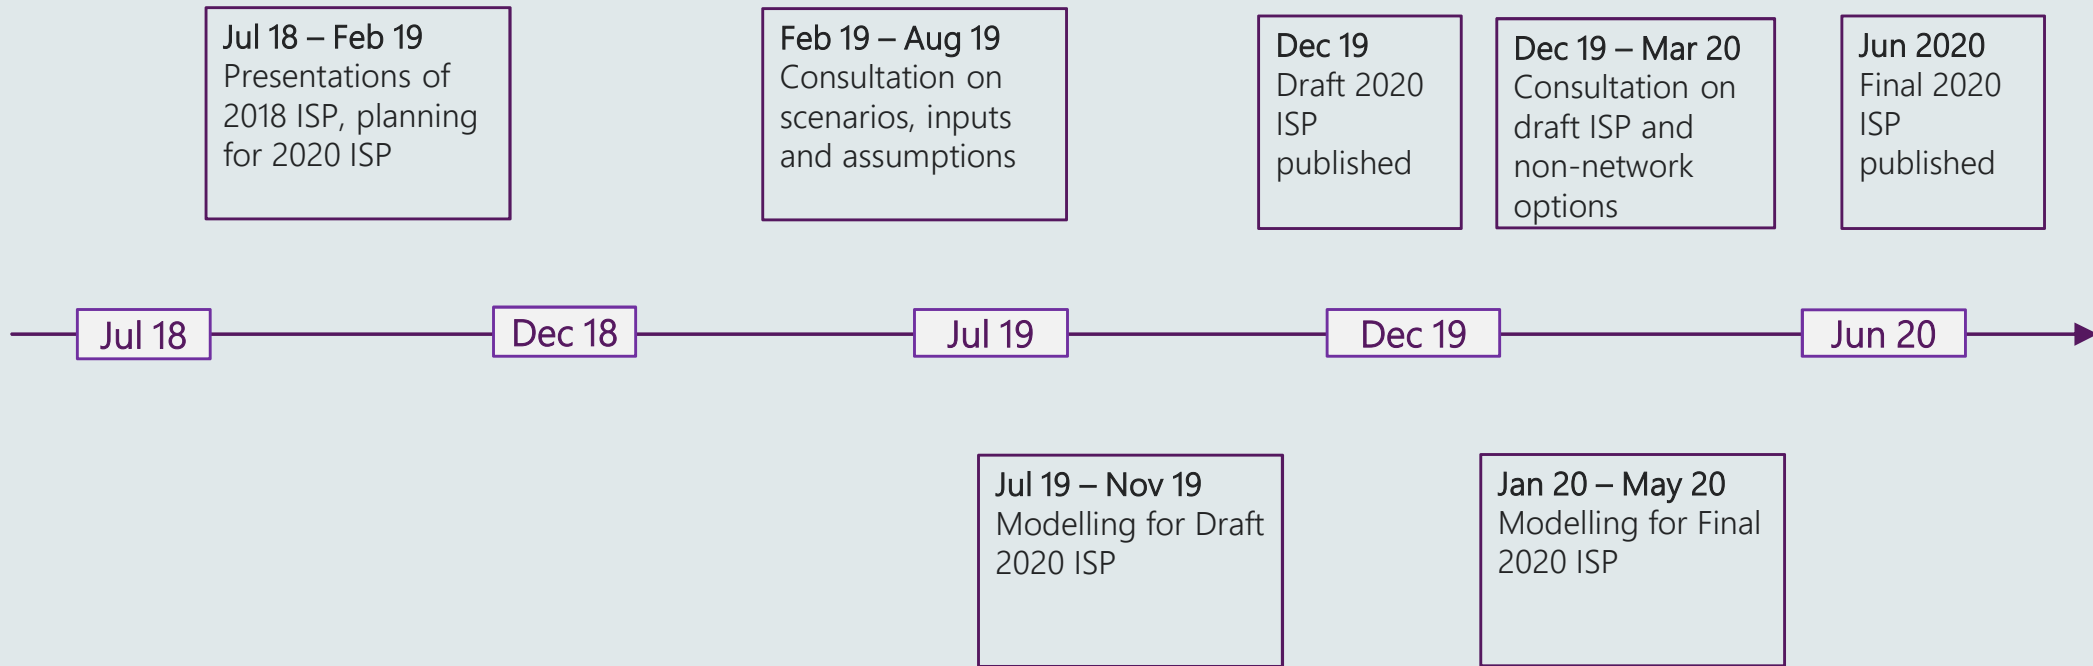 Jul 18 – Feb 19
Presentations of
2018 ISP, planning
for 2020 ISP
Feb 19 – Aug 19
Consultation on
scenarios, inputs
and assumptions
Dec 19
Draft 2020
ISP
published
Dec 19 – Mar 20
Consultation on
draft ISP and
non-network
options
Jun 2020
Final 2020
ISP
published
Jul 18
Dec 18
Jul 19
Dec 19
Jun 20
Jul 19 – Nov 19
Modelling for Draft
2020 ISP
Jan 20 – May 20
Modelling for Final
2020 ISP